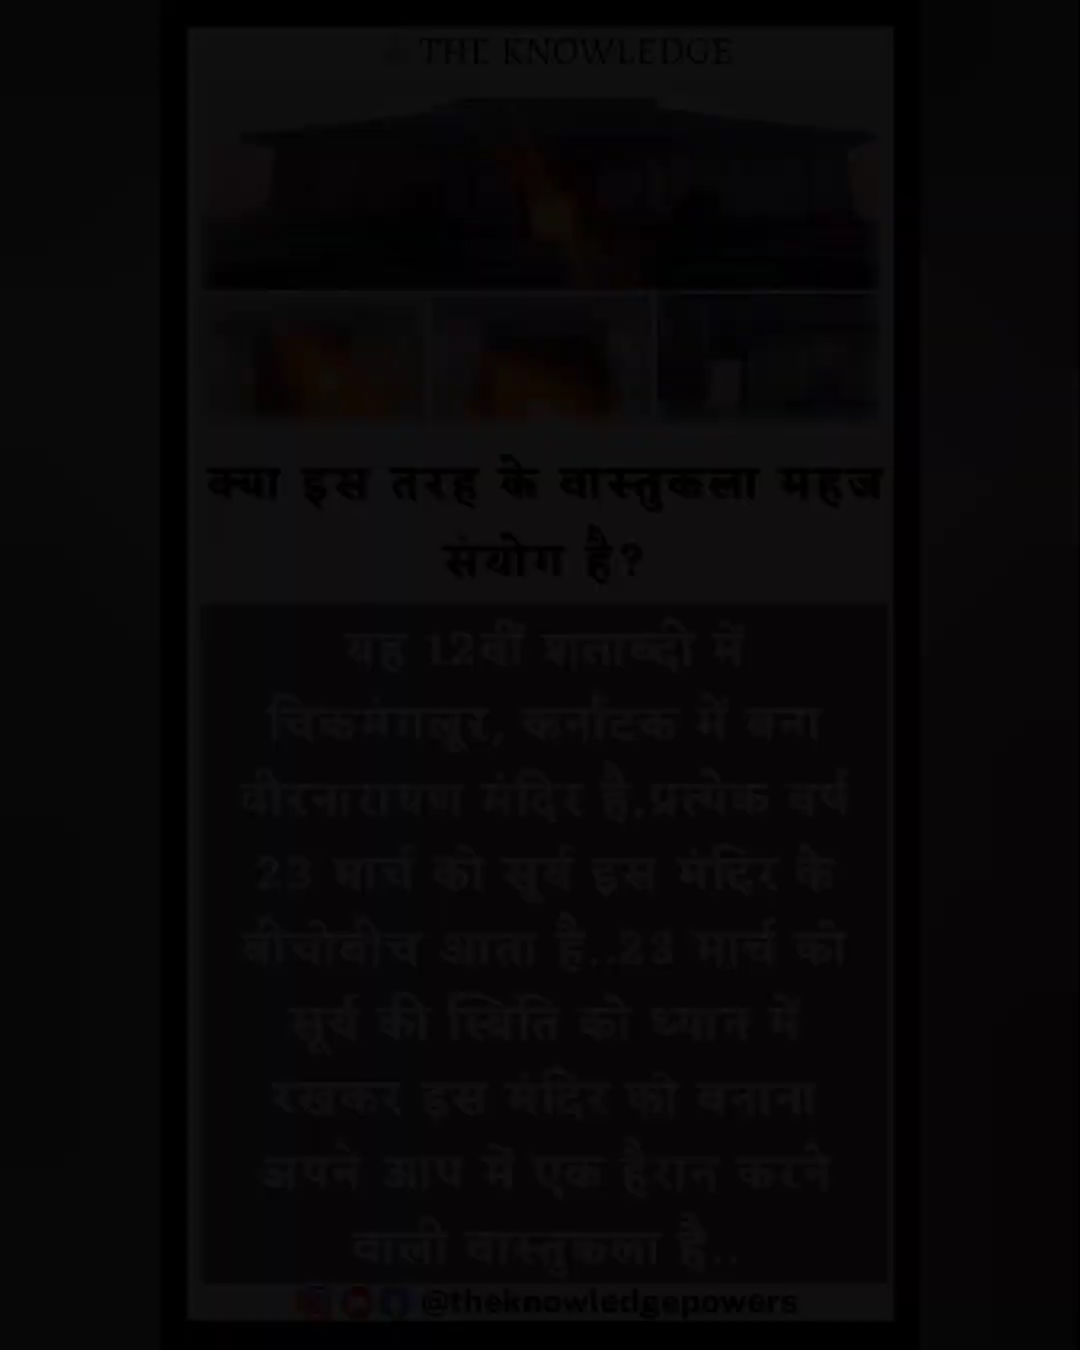 THE KNOWLEDGE
क्या इस तरह के वास्तुकला महज
संयोग है?
यह 12वीं शताब्दी में
चिकमंगलूर, कर्नाटक में बना
वीरनारायण मंदिर है,प्रत्येक वर्ष
23 मार्च को सूर्य इस मंदिर के
बीचोबीच आता है..23 मार्च को
सूर्य की स्थिति को ध्यान में
रखकर इस मंदिर को बनाना
अपने आप में एक हैरान करने
वाली वास्तुकला है..
@theknowledgepowers